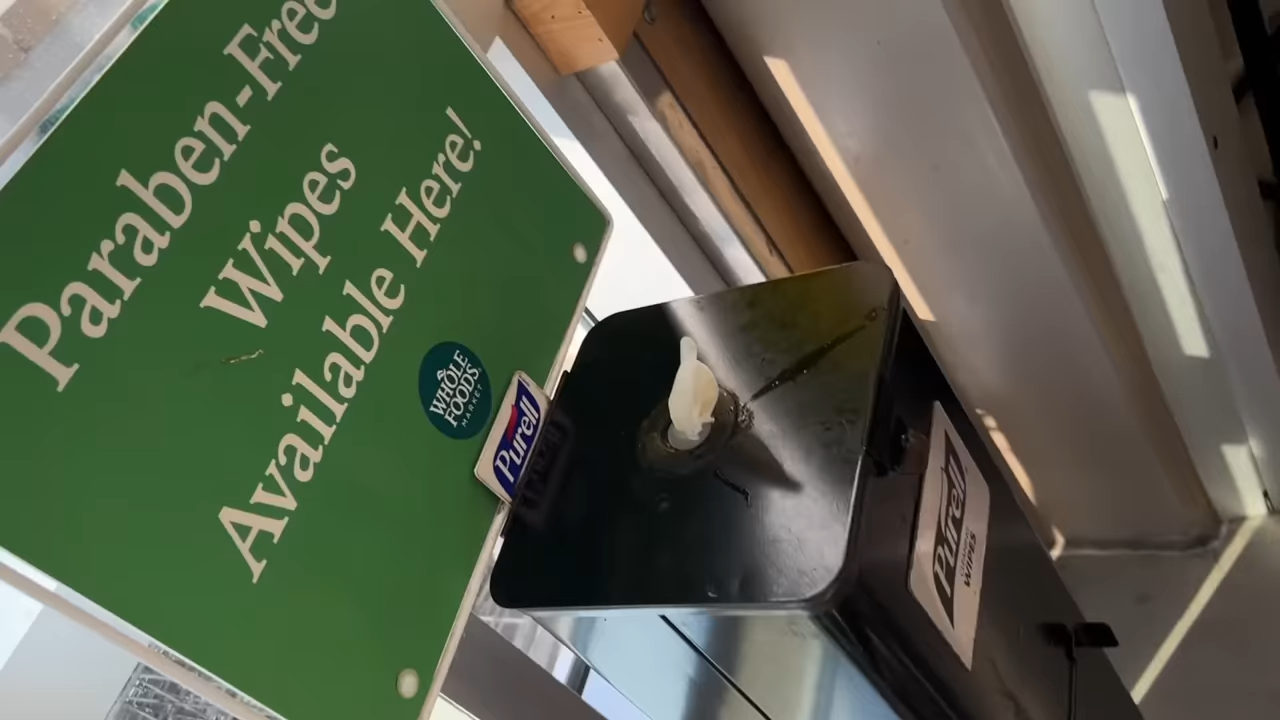 Paraben-Free
Wipes
Available Here!
WHOLE
FOODS
MARKET
Purell
Purell
WIPES